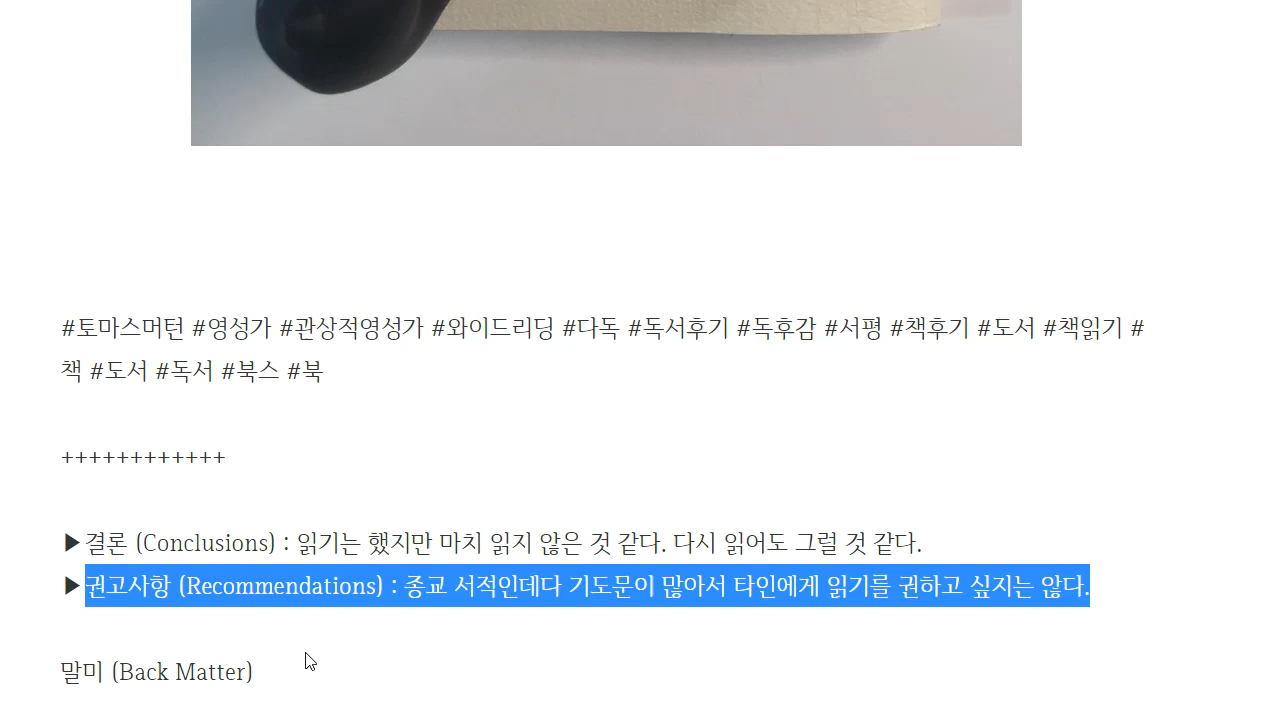 #토마스머턴 #영성가 #관상적영성가 #와이드리딩 #다독 #독서후기 #독후감 #서평 #책후기 #도서 #책읽기 #
책 #도서 #독서 #북스 #북
++++++++++++
▶결론 (Conclusions) : 읽기는 했지만 마치 읽지 않은 것 같다. 다시 읽어도 그럴 것 같다.
▶권고사항 (Recommendations) : 종교 서적인데다 기도문이 많아서 타인에게 읽기를 권하고 싶지는 않다.
말미 (Back Matter)